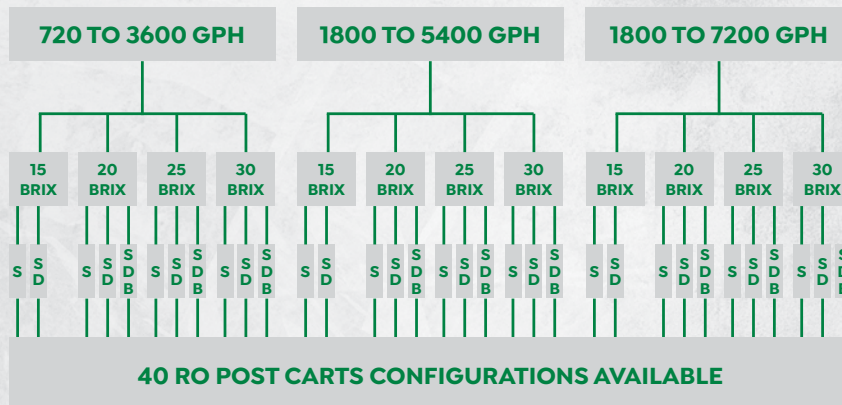 720 TO 3600 GPH
1800 TO 5400 GPH
1800 TO 7200 GPH
15
BRIX
20
BRIX
25
BRIX
30
BRIX
15
BRIX
20
BRIX
25
BRIX
30
BRIX
15
BRIX
20
BRIX
25
BRIX
30
BRIX
S
SD
S
SD
SDB
S
SD
SDB
S
SD
SDB
S
SD
S
SD
SDB
S
SD
SDB
S
SD
SDB
S
SD
S
SD
SDB
S
SD
SDB
S
SD
SDB
40 RO POST CARTS CONFIGURATIONS AVAILABLE